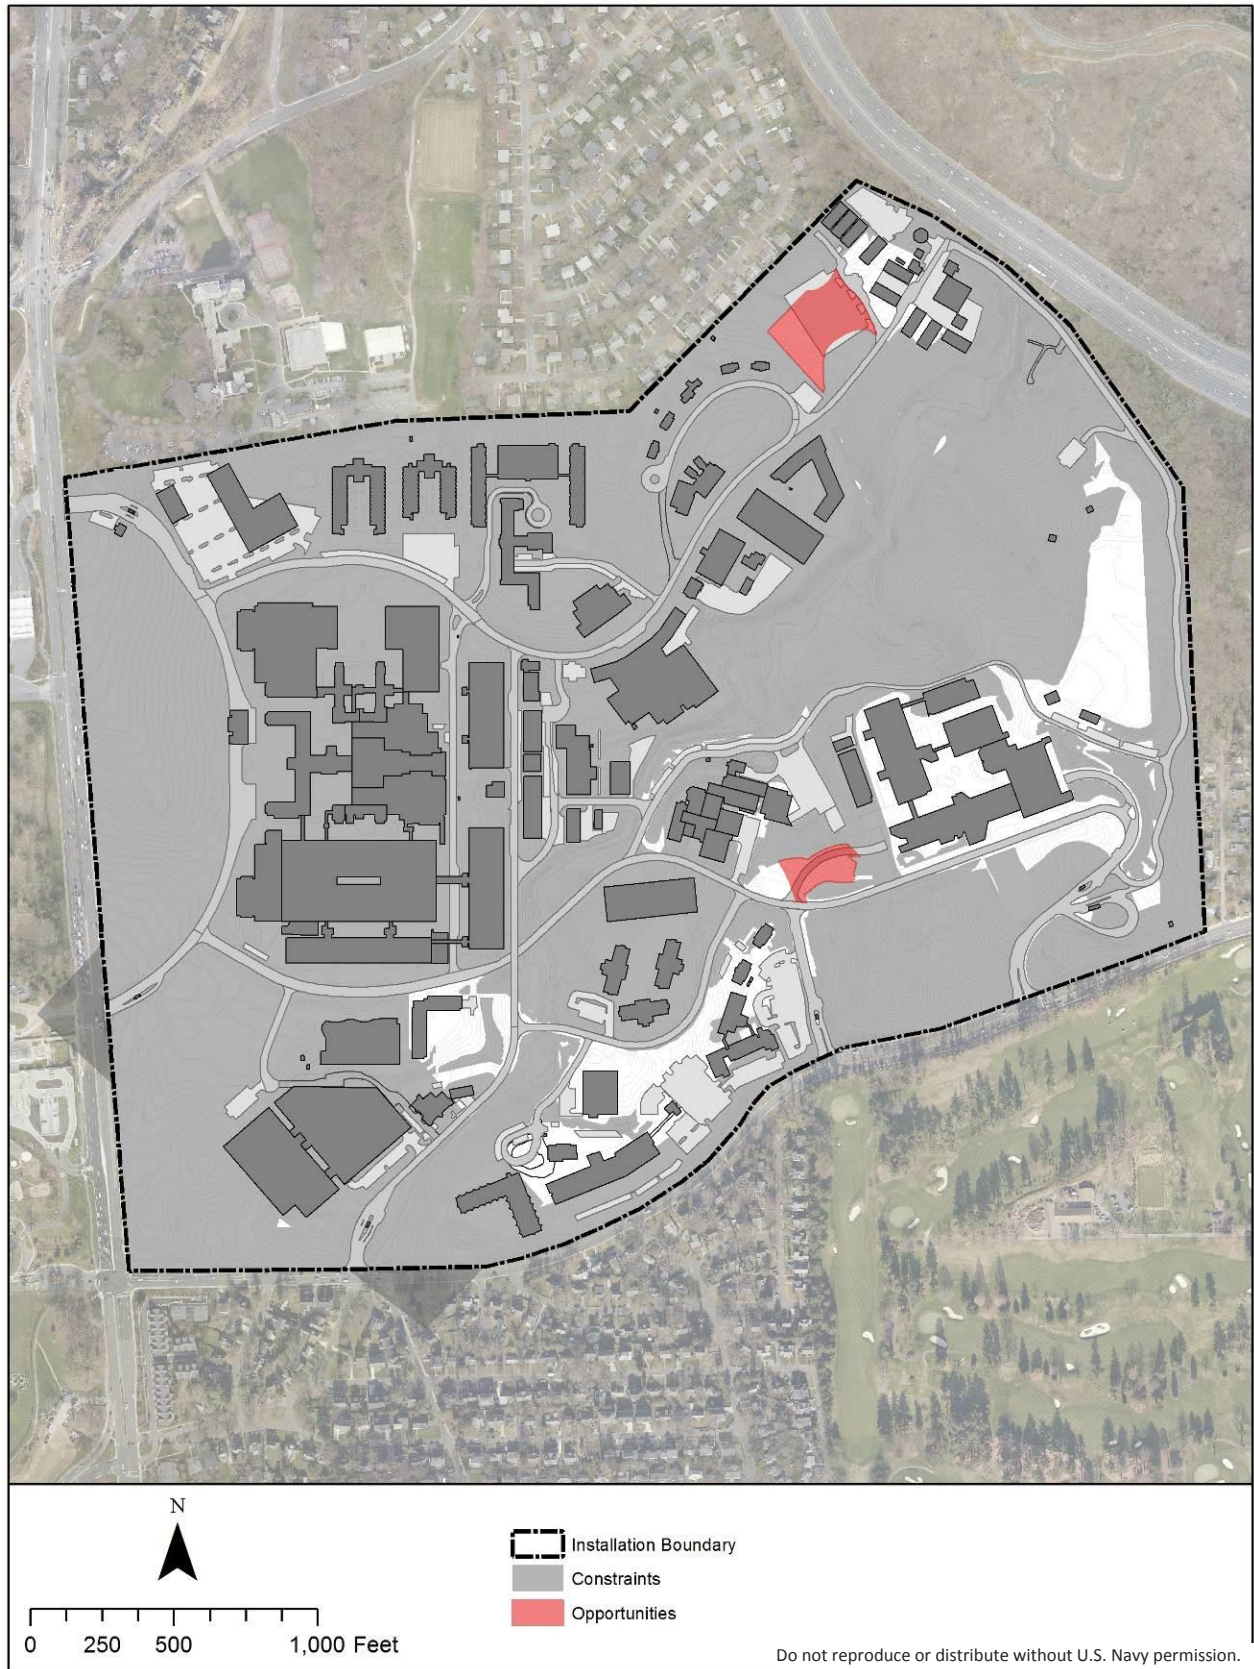 N
0 250 500 1,000 Feet
Installation Boundary
Constraints
Opportunities
Do not reproduce or distribute without U.S. Navy permission.